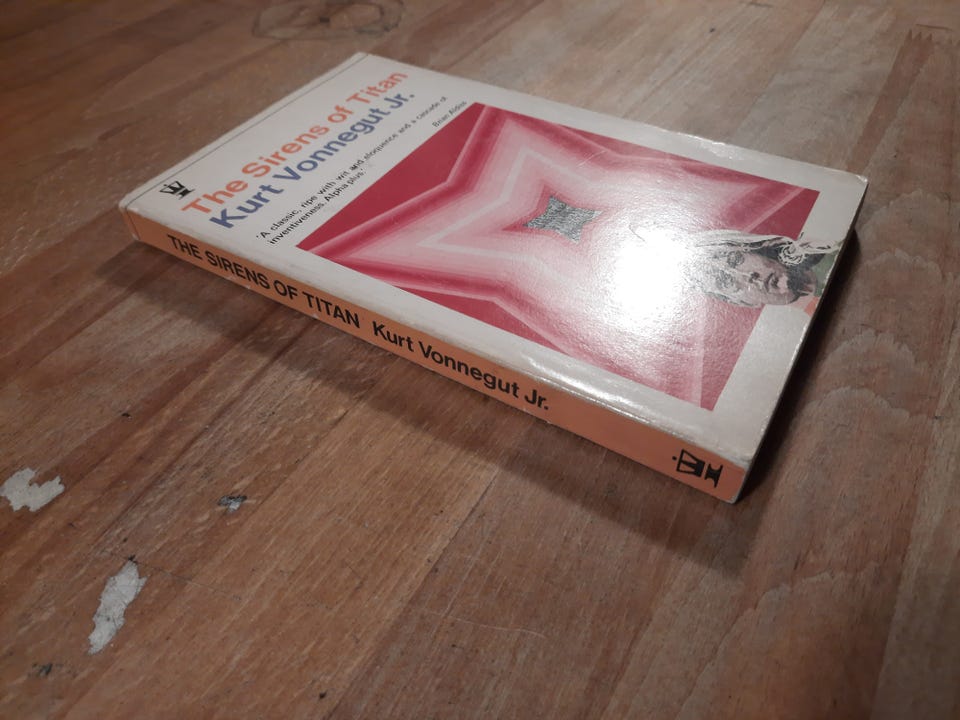 The Sirens of Titan
Kurt Vonnegut Jr.
'A classic, ripe with wit and eloquence and a cascade of
inventiveness. Alpha plus.'
Brian Aldiss
THE SIRENS OF TITAN Kurt Vonnegut Jr.